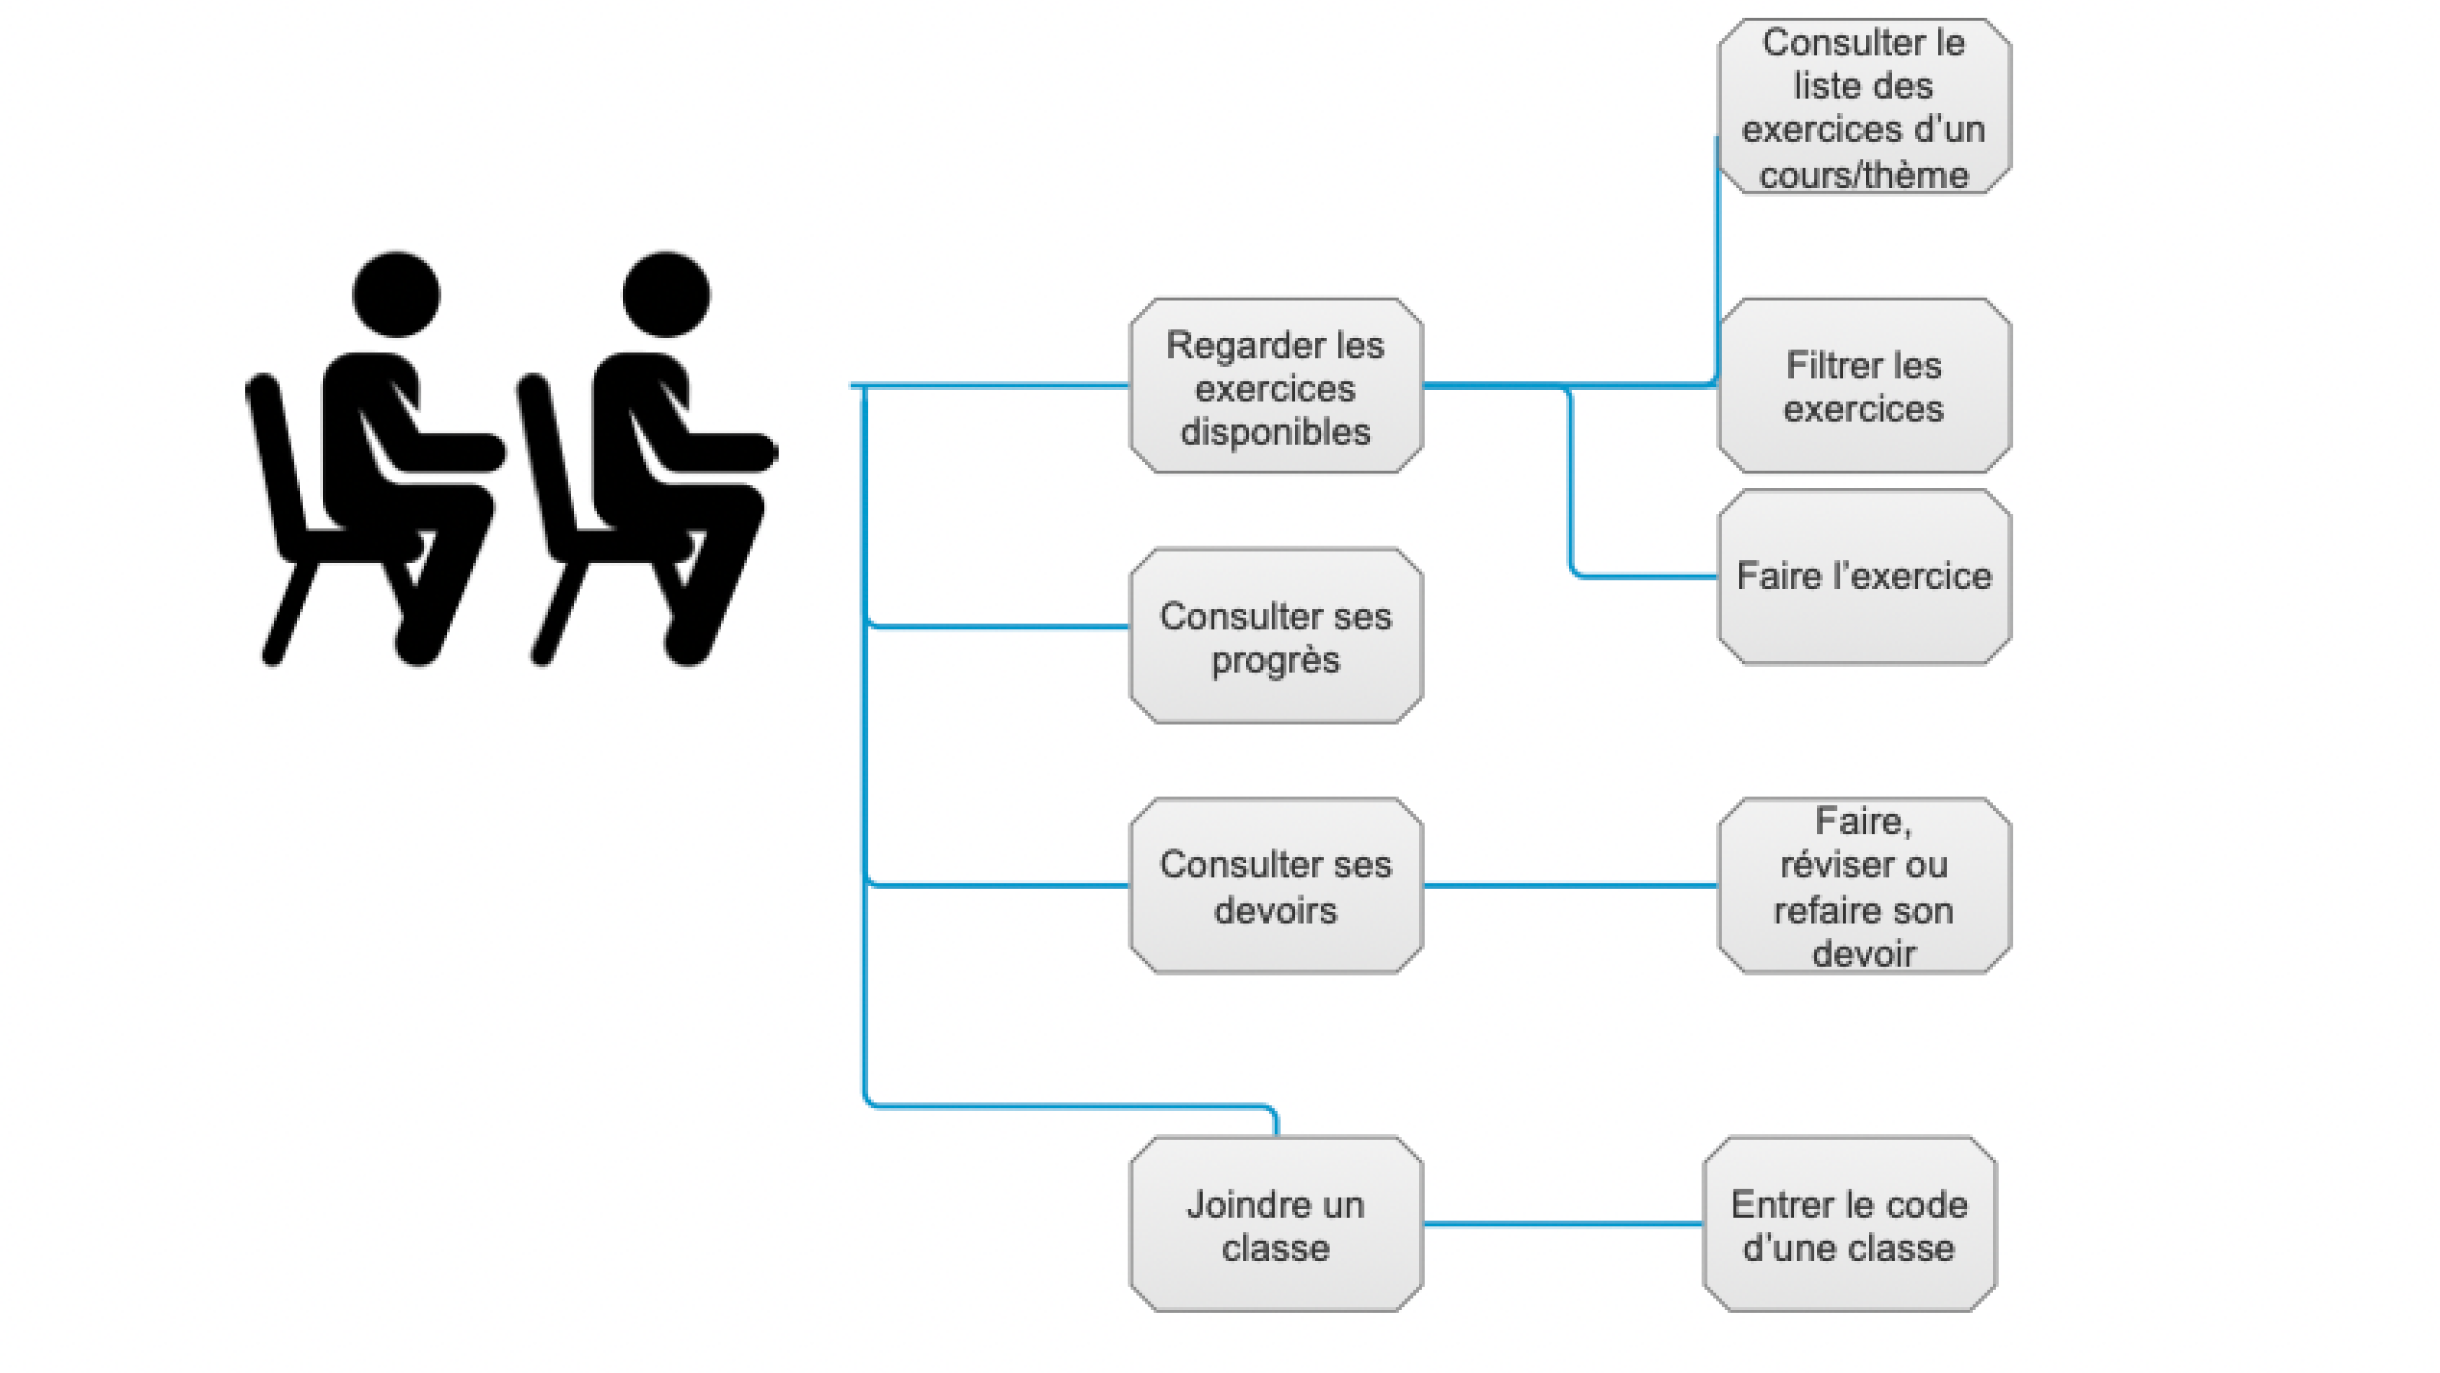 Consulter le
liste des
exercices d'un
cours/thème
Regarder les
exercices
disponibles
Filtrer les
exercices
Faire l'exercice
Consulter ses
progrès
Consulter ses
devoirs
Faire,
réviser ou
refaire son
devoir
Joindre un
classe
Entrer le code
d'une classe